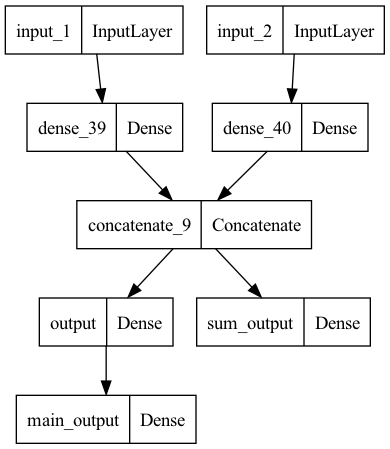 input_1 InputLayer input_2 InputLayer
dense_39 Dense dense_40 Dense
concatenate_9 Concatenate
output Dense sum_output Dense
main_output Dense